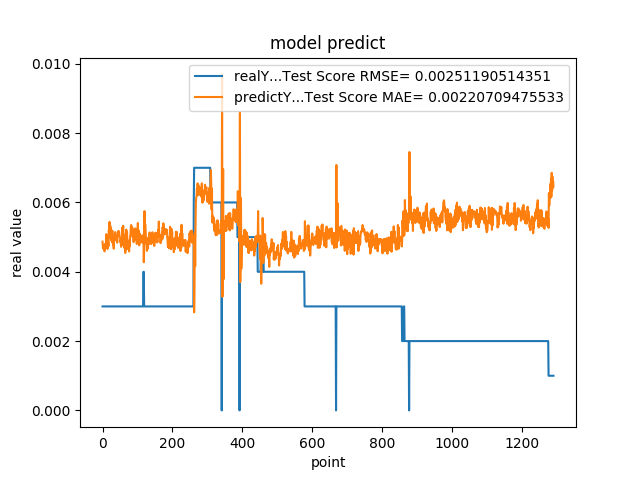 model predict
realY...Test Score RMSE= 0.00251190514351
predictY...Test Score MAE= 0.00220709475533
real value
0.010
0.008
0.006
0.004
0.002
0.000
0 200 400 600 800 1000 1200
point